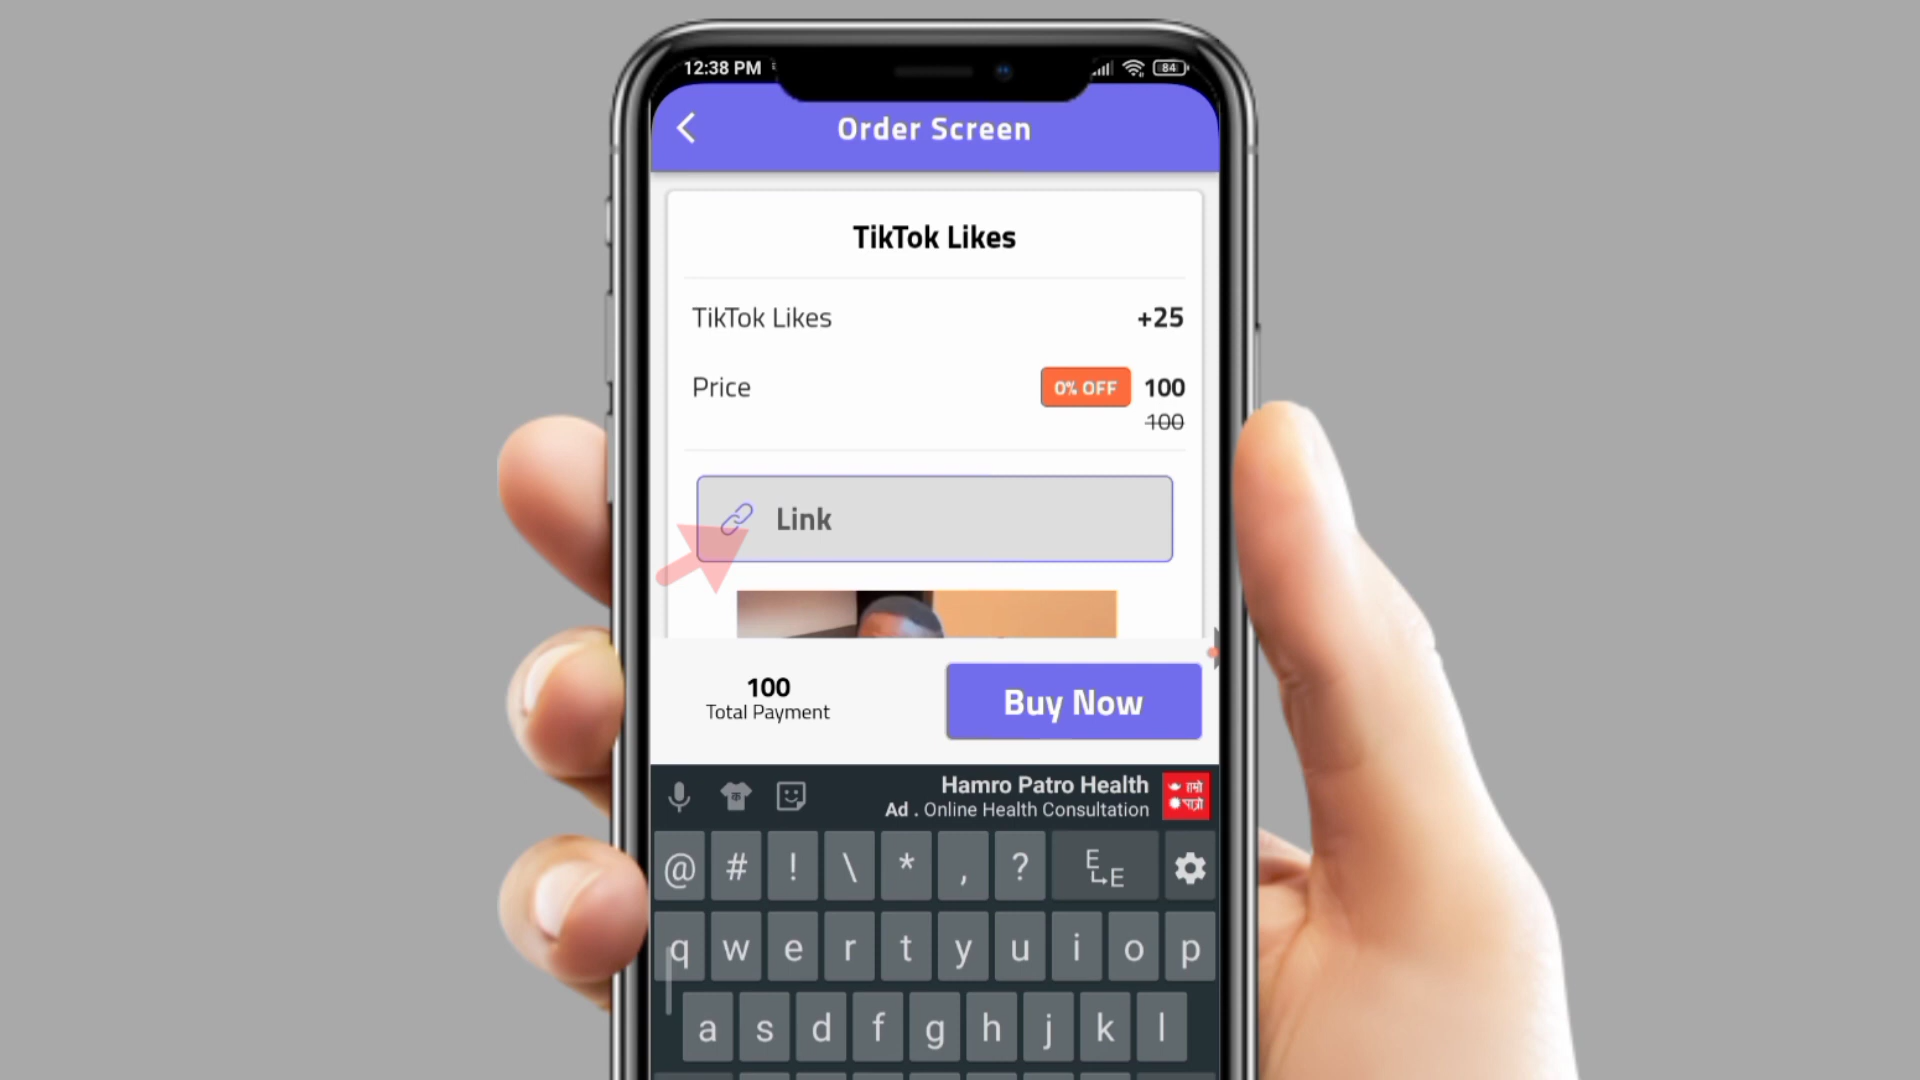 12:38 PM
84
Order Screen
TikTok Likes
TikTok Likes +25
Price 0% OFF 100
100
Link
100
Total Payment
Buy Now
Hamro Patro Health
Ad . Online Health Consultation
हाम्रो
पात्रो
क
@ # ! \ * , ? E E
q w e r t y u i o p
a s d f g h j k l